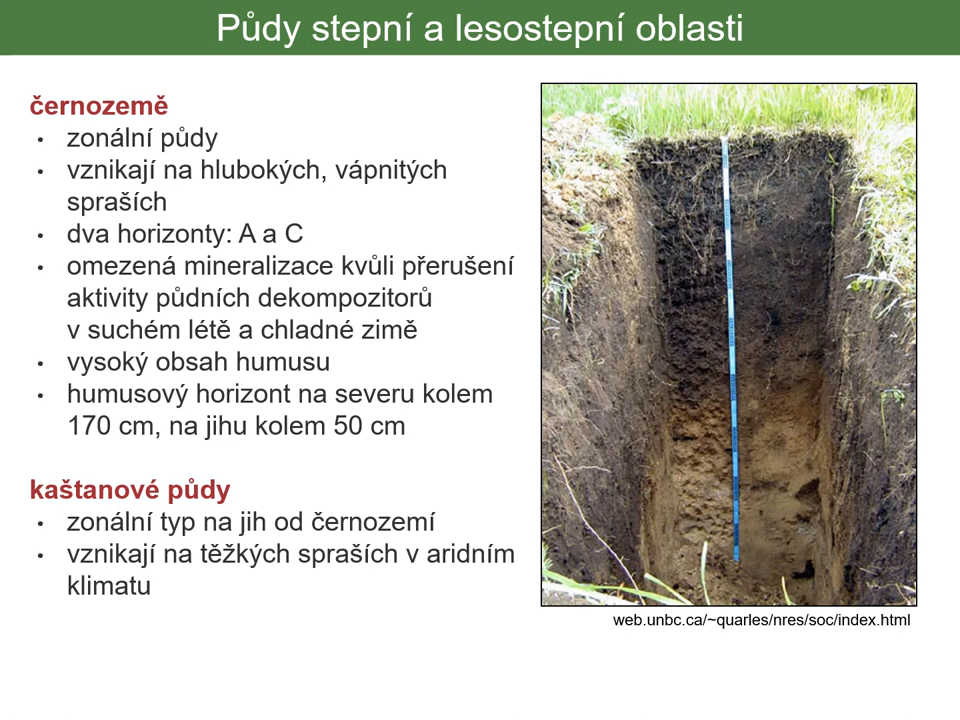 Půdy stepní a lesostepní oblasti
černozemě
• zonální půdy
• vznikají na hlubokých, vápnitých
spraších
• dva horizonty: A a C
• omezená mineralizace kvůli přerušení
aktivity půdních dekompozitorů
v suchém létě a chladné zimě
• vysoký obsah humusu
• humusový horizont na severu kolem
170 cm, na jihu kolem 50 cm
kaštanové půdy
• zonální typ na jih od černozemí
• vznikají na těžkých spraších v aridním
klimatu
web.unbc.ca/~quarles/nres/soc/index.html